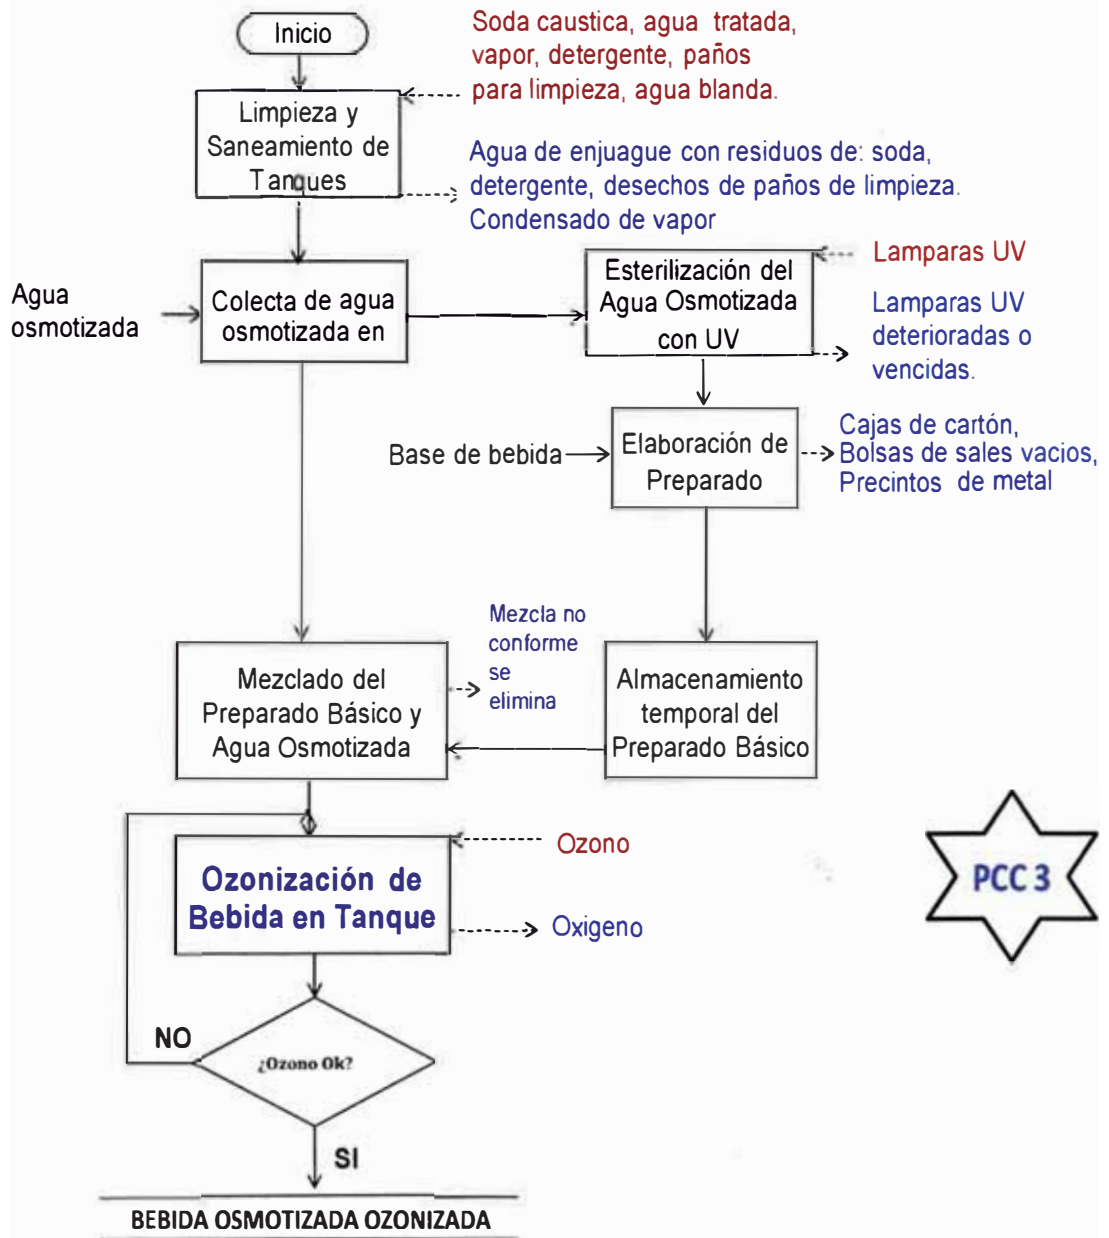 Inicio
Soda caustica, agua tratada,
vapor, detergente, paños
para limpieza, agua blanda.
Limpieza y
Saneamiento de
Tanques
Agua de enjuague con residuos de: soda,
detergente, desechos de paños de limpieza.
Condensado de vapor
Agua
osmotizada
Colecta de agua
osmotizada en
Esterilización del
Agua Osmotizada
con UV
Lamparas UV
Lamparas UV
deterioradas o
vencidas.
Base de bebida
Elaboración de
Preparado
Cajas de cartón,
Bolsas de sales vacios,
Precintos de metal
Mezclado del
Preparado Básico y
Agua Osmotizada
Mezcla no
conforme
se
elimina
Almacenamiento
temporal del
Preparado Básico
Ozonización de
Bebida en Tanque
Ozono
Oxigeno
PCC 3
NO
¿Ozono Ok?
SI
BEBIDA OSMOTIZADA OZONIZADA